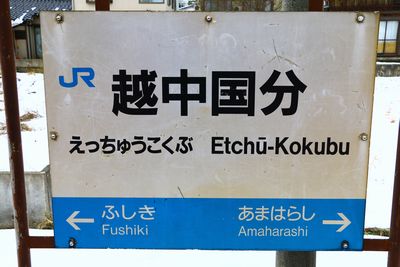 JR 越中国分
えっちゅうこくぶ Etchū-Kokubu
← ふしき あまはらし →
Fushiki Amaharashi